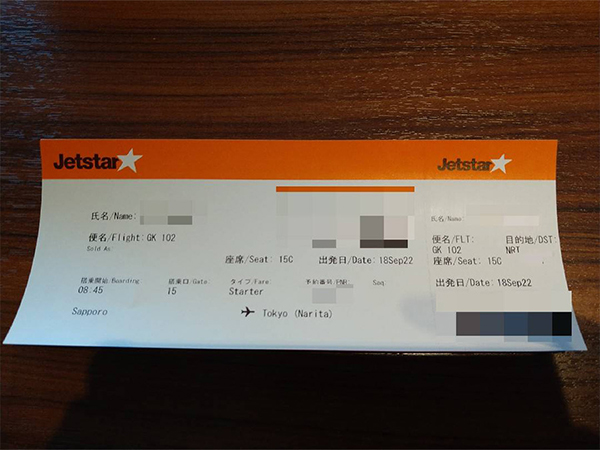 Jetstar
氏名/Name:
便名/Flight: GK 102
Sold As:
座席/Seat: 15C
出発日/Date: 18Sep22
搭乗開始/Boarding
08:45
搭乗口/Gate
15
タイプ/Fare
Starter
予約番号/PNR
Seq
Sapporo
Tokyo (Narita)
Jetstar
氏名/Name:
便名/FLT:
GK 102
目的地/DST:
NRT
座席/Seat: 15C
出発日/Date: 18Sep22